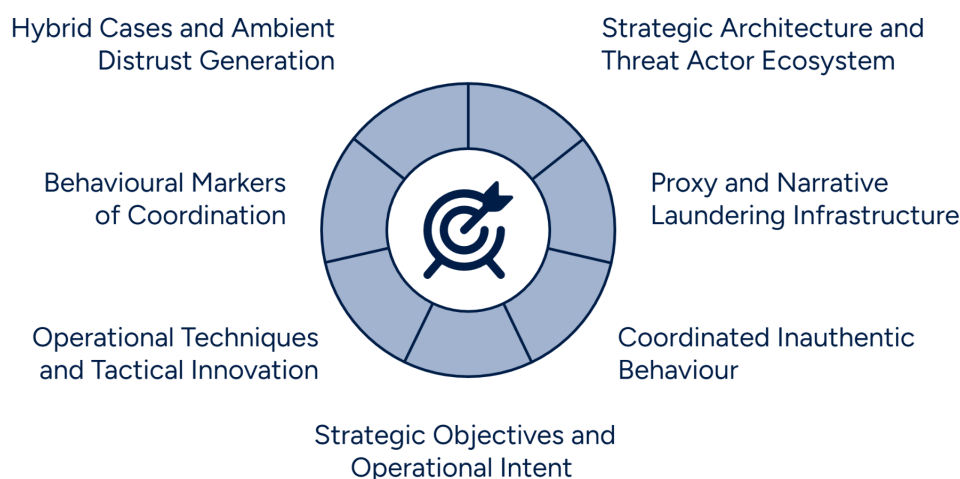 Hybrid Cases and Ambient
Distrust Generation
Strategic Architecture and
Threat Actor Ecosystem
Behavioural Markers
of Coordination
Proxy and Narrative
Laundering Infrastructure
Operational Techniques
and Tactical Innovation
Coordinated Inauthentic
Behaviour
Strategic Objectives and
Operational Intent